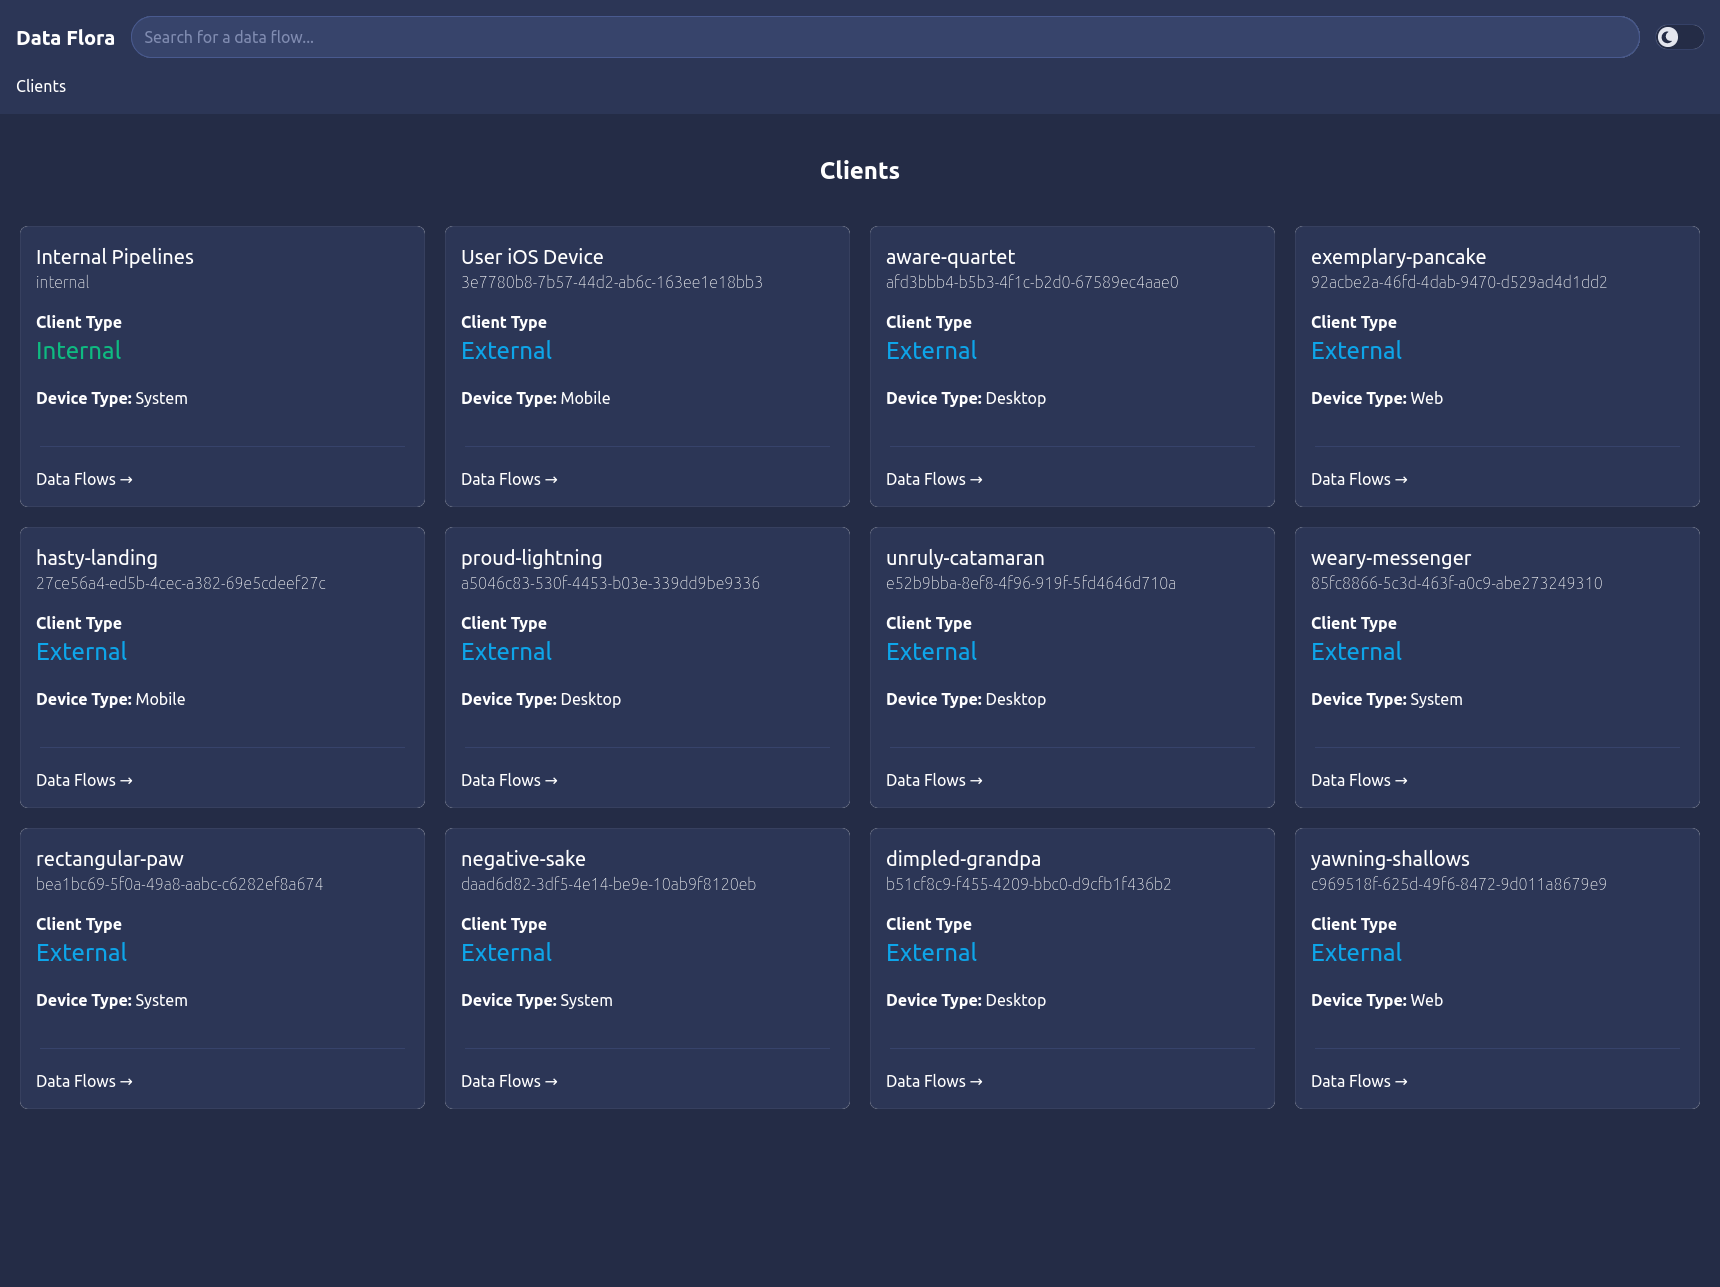 Data Flora
Search for a data flow...
Clients
Clients
Internal Pipelines
internal
Client Type
Internal
Device Type: System
Data Flows →
User iOS Device
3e7780b8-7b57-44d2-ab6c-163ee1e18bb3
Client Type
External
Device Type: Mobile
Data Flows →
aware-quartet
afd3bbb4-b5b3-4f1c-b2d0-67589ec4aae0
Client Type
External
Device Type: Desktop
Data Flows →
exemplary-pancake
92acbe2a-46fd-4dab-9470-d529ad4d1dd2
Client Type
External
Device Type: Web
Data Flows →
hasty-landing
27ce56a4-ed5b-4cec-a382-69e5cdeef27c
Client Type
External
Device Type: Mobile
Data Flows →
proud-lightning
a5046c83-530f-4453-b03e-339dd9be9336
Client Type
External
Device Type: Desktop
Data Flows →
unruly-catamaran
e52b9bba-8ef8-4f96-919f-5fd4646d710a
Client Type
External
Device Type: Desktop
Data Flows →
weary-messenger
85fc8866-5c3d-463f-a0c9-abe273249310
Client Type
External
Device Type: System
Data Flows →
rectangular-paw
bea1bc69-5f0a-49a8-aabc-c6282ef8a674
Client Type
External
Device Type: System
Data Flows →
negative-sake
daad6d82-3df5-4e14-be9e-10ab9f8120eb
Client Type
External
Device Type: System
Data Flows →
dimpled-grandpa
b51cf8c9-f455-4209-bbc0-d9cfb1f436b2
Client Type
External
Device Type: Desktop
Data Flows →
yawning-shallows
c969518f-625d-49f6-8472-9d011a8679e9
Client Type
External
Device Type: Web
Data Flows →